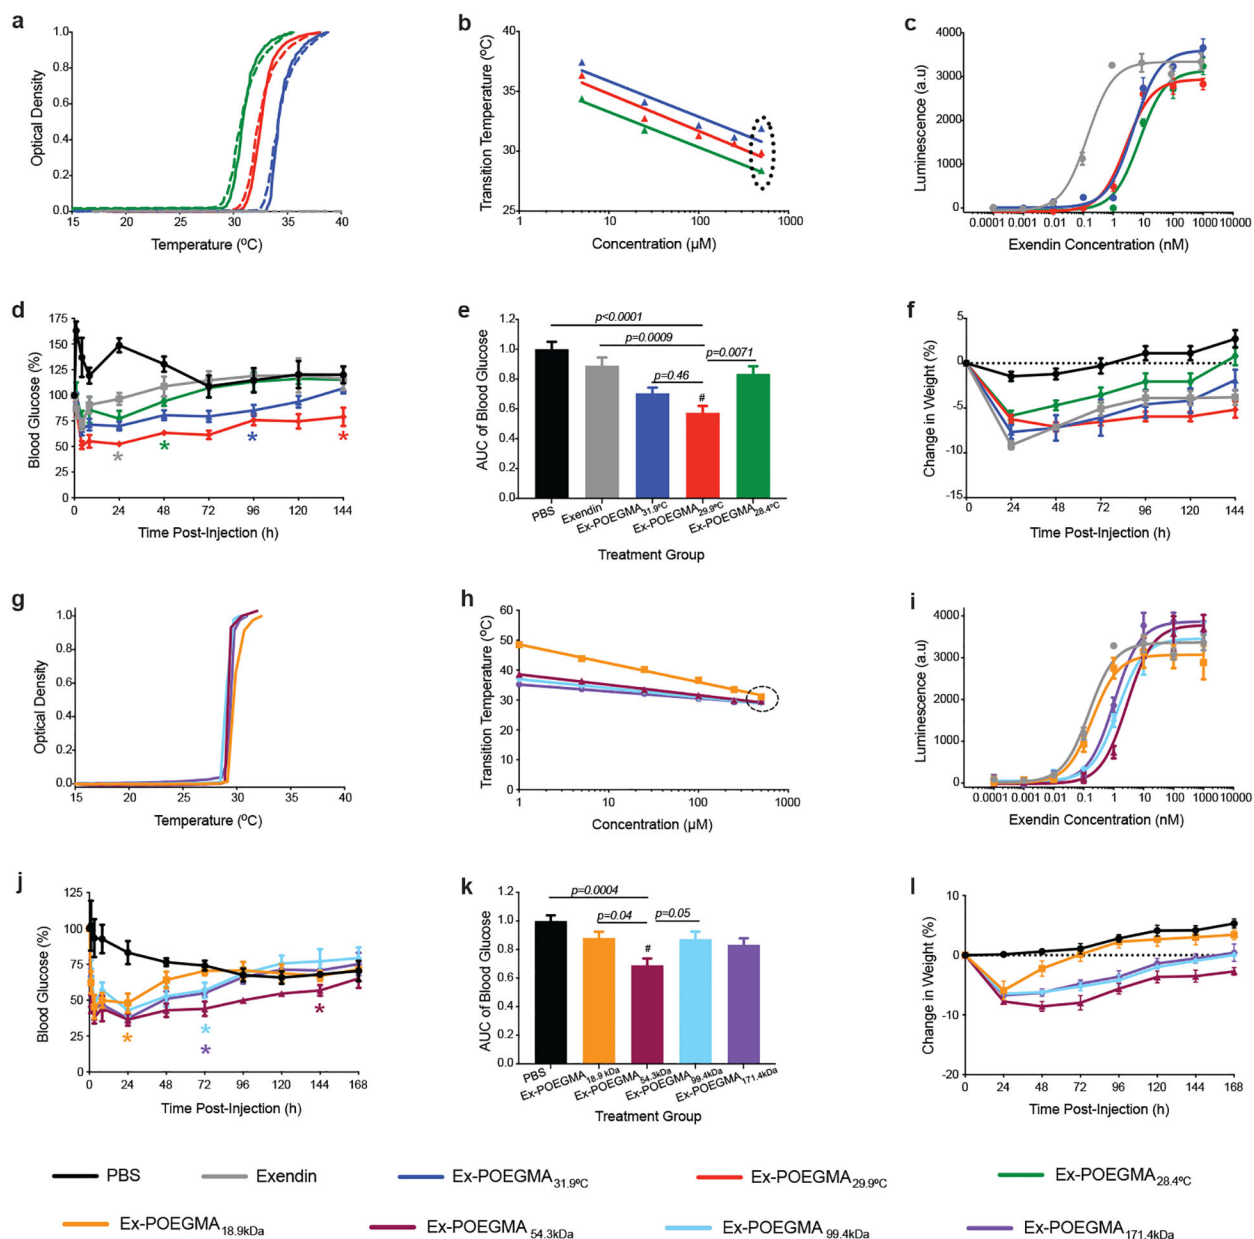 a
Optical Density
1.0
0.8
0.6
0.4
0.2
0.0
15 20 25 30 35 40
Temperature (ºC)
b
Transition Temperature (ºC)
40
35
30
25
1 10 100 1000
Concentration (µM)
c
Luminescence (a.u)
4000
3000
2000
1000
0
0.0001 0.001 0.01 0.1 1 10 100 1000 10000
Exendin Concentration (nM)
d
Blood Glucose (%)
175
150
125
100
75
50
25
0
* * * *
0 24 48 72 96 120 144
Time Post-Injection (h)
e
AUC of Blood Glucose
1.2
1.0
0.8
0.6
0.4
0.2
0.0
p<0.0001
p=0.0009
p=0.0071
p=0.46
#
PBS
Exendin
Ex-POEGMA31.9ºC
Ex-POEGMA29.9ºC
Ex-POEGMA28.4ºC
Treatment Group
f
Change in Weight (%)
5
0
-5
-10
-15
0 24 48 72 96 120 144
Time Post-Injection (h)
g
Optical Density
1.0
0.8
0.6
0.4
0.2
0.0
15 20 25 30 35 40
Temperature (ºC)
h
Transition Temperature (ºC)
60
50
40
30
20
10
0
1 10 100 1000
Concentration (µM)
i
Luminescence (a.u)
4000
3000
2000
1000
0
0.0001 0.001 0.01 0.1 1 10 100 1000 10000
Exendin Concentration (nM)
j
Blood Glucose (%)
125
100
75
50
25
0
* * * *
0 24 48 72 96 120 144 168
Time Post-Injection (h)
k
AUC of Blood Glucose
1.2
1.0
0.8
0.6
0.4
0.2
0.0
p=0.0004
p=0.04
p=0.05
#
PBS
Ex-POEGMA18.9 kDa
Ex-POEGMA54.3kDa
Ex-POEGMA99.4kDa
Ex-POEGMA171.4kDa
Treatment Group
l
Change in Weight (%)
10
0
-10
-20
0 24 48 72 96 120 144 168
Time Post-Injection (h)
PBS Exendin Ex-POEGMA31.9ºC Ex-POEGMA29.9ºC Ex-POEGMA28.4ºC
Ex-POEGMA18.9kDa Ex-POEGMA54.3kDa Ex-POEGMA99.4kDa Ex-POEGMA171.4kDa